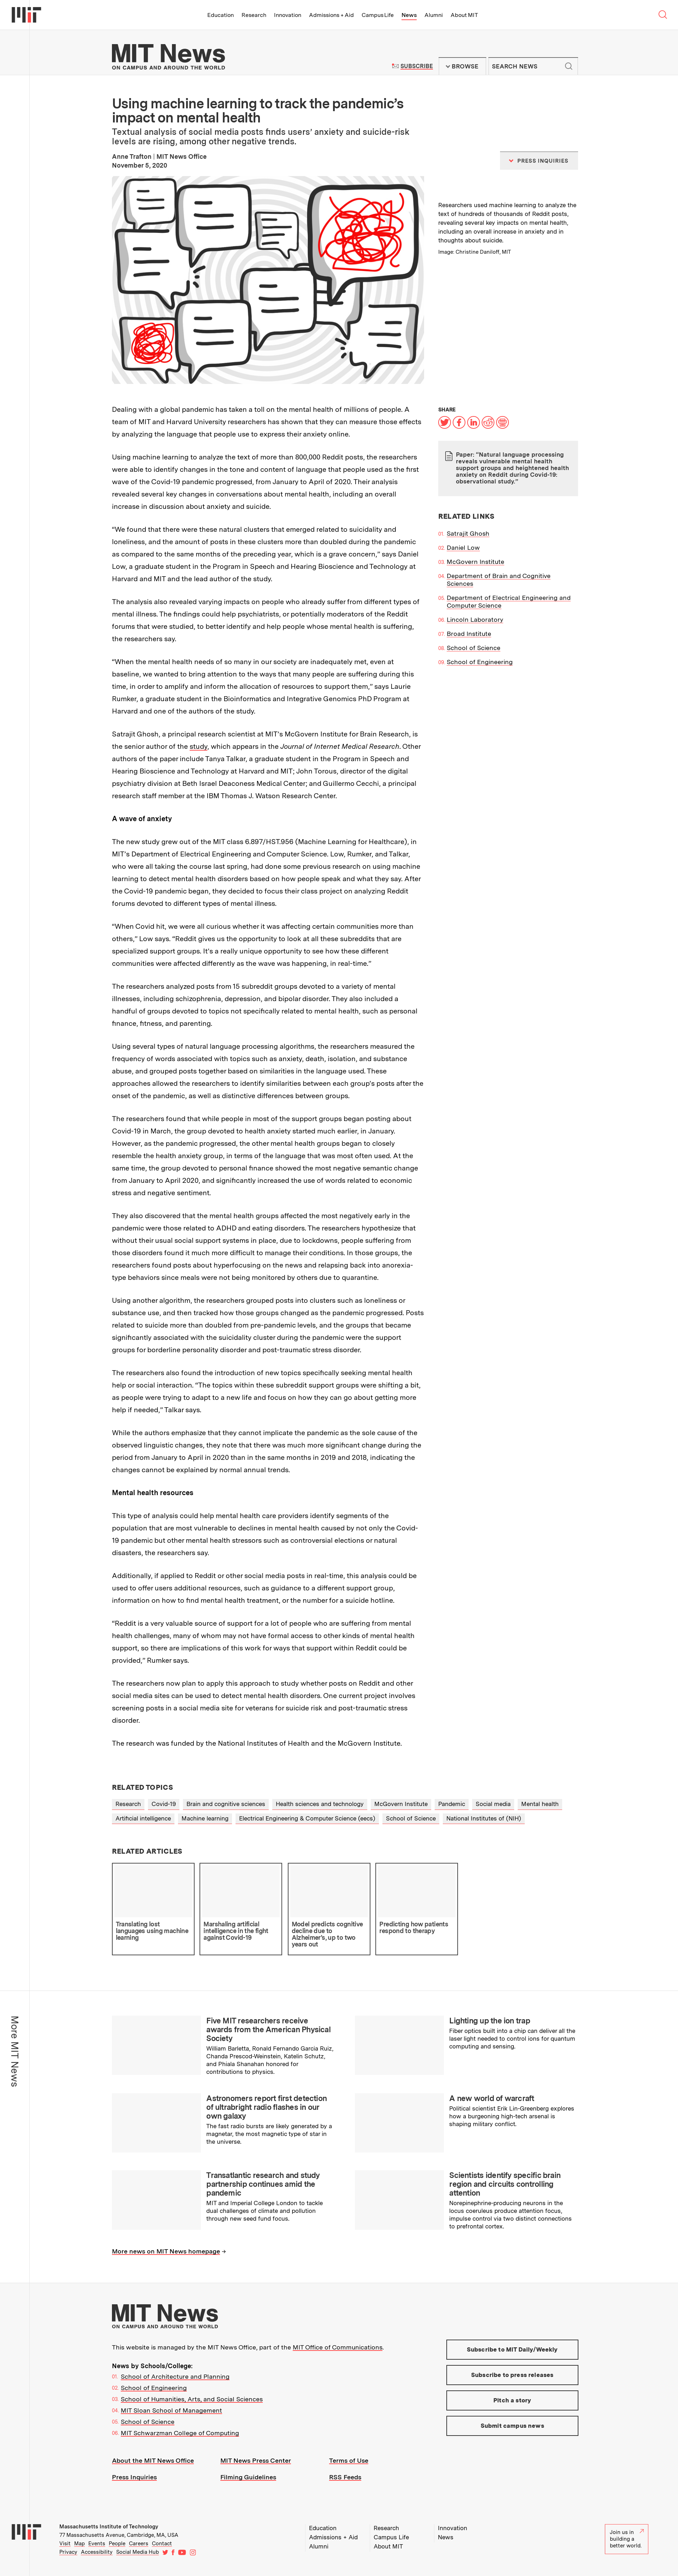 MIT
Education Research Innovation Admissions + Aid Campus Life News Alumni About MIT
MIT News
ON CAMPUS AND AROUND THE WORLD
SUBSCRIBE
BROWSE
SEARCH NEWS
Using machine learning to track the pandemic’s
impact on mental health
Textual analysis of social media posts finds users’ anxiety and suicide-risk
levels are rising, among other negative trends.
Anne Trafton | MIT News Office
November 5, 2020
PRESS INQUIRIES
Researchers used machine learning to analyze the
text of hundreds of thousands of Reddit posts,
revealing several key impacts on mental health,
including an overall increase in anxiety and in
thoughts about suicide.
Image: Christine Daniloff, MIT
Dealing with a global pandemic has taken a toll on the mental health of millions of people. A
team of MIT and Harvard University researchers has shown that they can measure those effects
by analyzing the language that people use to express their anxiety online.
Using machine learning to analyze the text of more than 800,000 Reddit posts, the researchers
were able to identify changes in the tone and content of language that people used as the first
wave of the Covid-19 pandemic progressed, from January to April of 2020. Their analysis
revealed several key changes in conversations about mental health, including an overall
increase in discussion about anxiety and suicide.
“We found that there were these natural clusters that emerged related to suicidality and
loneliness, and the amount of posts in these clusters more than doubled during the pandemic
as compared to the same months of the preceding year, which is a grave concern,” says Daniel
Low, a graduate student in the Program in Speech and Hearing Bioscience and Technology at
Harvard and MIT and the lead author of the study.
The analysis also revealed varying impacts on people who already suffer from different types of
mental illness. The findings could help psychiatrists, or potentially moderators of the Reddit
forums that were studied, to better identify and help people whose mental health is suffering,
the researchers say.
“When the mental health needs of so many in our society are inadequately met, even at
baseline, we wanted to bring attention to the ways that many people are suffering during this
time, in order to amplify and inform the allocation of resources to support them,” says Laurie
Rumker, a graduate student in the Bioinformatics and Integrative Genomics PhD Program at
Harvard and one of the authors of the study.
Satrajit Ghosh, a principal research scientist at MIT’s McGovern Institute for Brain Research, is
the senior author of the study, which appears in the Journal of Internet Medical Research. Other
authors of the paper include Tanya Talkar, a graduate student in the Program in Speech and
Hearing Bioscience and Technology at Harvard and MIT; John Torous, director of the digital
psychiatry division at Beth Israel Deaconess Medical Center; and Guillermo Cecchi, a principal
research staff member at the IBM Thomas J. Watson Research Center.
A wave of anxiety
The new study grew out of the MIT class 6.897/HST.956 (Machine Learning for Healthcare), in
MIT’s Department of Electrical Engineering and Computer Science. Low, Rumker, and Talkar,
who were all taking the course last spring, had done some previous research on using machine
learning to detect mental health disorders based on how people speak and what they say. After
the Covid-19 pandemic began, they decided to focus their class project on analyzing Reddit
forums devoted to different types of mental illness.
“When Covid hit, we were all curious whether it was affecting certain communities more than
others,” Low says. “Reddit gives us the opportunity to look at all these subreddits that are
specialized support groups. It’s a really unique opportunity to see how these different
communities were affected differently as the wave was happening, in real-time.”
The researchers analyzed posts from 15 subreddit groups devoted to a variety of mental
illnesses, including schizophrenia, depression, and bipolar disorder. They also included a
handful of groups devoted to topics not specifically related to mental health, such as personal
finance, fitness, and parenting.
Using several types of natural language processing algorithms, the researchers measured the
frequency of words associated with topics such as anxiety, death, isolation, and substance
abuse, and grouped posts together based on similarities in the language used. These
approaches allowed the researchers to identify similarities between each group’s posts after the
onset of the pandemic, as well as distinctive differences between groups.
The researchers found that while people in most of the support groups began posting about
Covid-19 in March, the group devoted to health anxiety started much earlier, in January.
However, as the pandemic progressed, the other mental health groups began to closely
resemble the health anxiety group, in terms of the language that was most often used. At the
same time, the group devoted to personal finance showed the most negative semantic change
from January to April 2020, and significantly increased the use of words related to economic
stress and negative sentiment.
They also discovered that the mental health groups affected the most negatively early in the
pandemic were those related to ADHD and eating disorders. The researchers hypothesize that
without their usual social support systems in place, due to lockdowns, people suffering from
those disorders found it much more difficult to manage their conditions. In those groups, the
researchers found posts about hyperfocusing on the news and relapsing back into anorexia-
type behaviors since meals were not being monitored by others due to quarantine.
Using another algorithm, the researchers grouped posts into clusters such as loneliness or
substance use, and then tracked how those groups changed as the pandemic progressed. Posts
related to suicide more than doubled from pre-pandemic levels, and the groups that became
significantly associated with the suicidality cluster during the pandemic were the support
groups for borderline personality disorder and post-traumatic stress disorder.
The researchers also found the introduction of new topics specifically seeking mental health
help or social interaction. “The topics within these subreddit support groups were shifting a bit,
as people were trying to adapt to a new life and focus on how they can go about getting more
help if needed,” Talkar says.
While the authors emphasize that they cannot implicate the pandemic as the sole cause of the
observed linguistic changes, they note that there was much more significant change during the
period from January to April in 2020 than in the same months in 2019 and 2018, indicating the
changes cannot be explained by normal annual trends.
Mental health resources
This type of analysis could help mental health care providers identify segments of the
population that are most vulnerable to declines in mental health caused by not only the Covid-
19 pandemic but other mental health stressors such as controversial elections or natural
disasters, the researchers say.
Additionally, if applied to Reddit or other social media posts in real-time, this analysis could be
used to offer users additional resources, such as guidance to a different support group,
information on how to find mental health treatment, or the number for a suicide hotline.
“Reddit is a very valuable source of support for a lot of people who are suffering from mental
health challenges, many of whom may not have formal access to other kinds of mental health
support, so there are implications of this work for ways that support within Reddit could be
provided,” Rumker says.
The researchers now plan to apply this approach to study whether posts on Reddit and other
social media sites can be used to detect mental health disorders. One current project involves
screening posts in a social media site for veterans for suicide risk and post-traumatic stress
disorder.
The research was funded by the National Institutes of Health and the McGovern Institute.
SHARE
Paper: “Natural language processing
reveals vulnerable mental health
support groups and heightened health
anxiety on Reddit during Covid-19:
observational study.”
RELATED LINKS
01. Satrajit Ghosh
02. Daniel Low
03. McGovern Institute
04. Department of Brain and Cognitive
Sciences
05. Department of Electrical Engineering and
Computer Science
06. Lincoln Laboratory
07. Broad Institute
08. School of Science
09. School of Engineering
RELATED TOPICS
Research Covid-19 Brain and cognitive sciences Health sciences and technology McGovern Institute Pandemic Social media Mental health
Artificial intelligence Machine learning Electrical Engineering & Computer Science (eecs) School of Science National Institutes of (NIH)
RELATED ARTICLES
Translating lost
languages using machine
learning
Marshaling artificial
intelligence in the fight
against Covid-19
Model predicts cognitive
decline due to
Alzheimer’s, up to two
years out
Predicting how patients
respond to therapy
More MIT News
Five MIT researchers receive
awards from the American Physical
Society
William Barletta, Ronald Fernando Garcia Ruiz,
Chanda Prescod-Weinstein, Katelin Schutz,
and Phiala Shanahan honored for
contributions to physics.
Lighting up the ion trap
Fiber optics built into a chip can deliver all the
laser light needed to control ions for quantum
computing and sensing.
Astronomers report first detection
of ultrabright radio flashes in our
own galaxy
The fast radio bursts are likely generated by a
magnetar, the most magnetic type of star in
the universe.
A new world of warcraft
Political scientist Erik Lin-Greenberg explores
how a burgeoning high-tech arsenal is
shaping military conflict.
Transatlantic research and study
partnership continues amid the
pandemic
MIT and Imperial College London to tackle
dual challenges of climate and pollution
through new seed fund focus.
Scientists identify specific brain
region and circuits controlling
attention
Norepinephrine-producing neurons in the
locus coeruleus produce attention focus,
impulse control via two distinct connections
to prefrontal cortex.
More news on MIT News homepage →
MIT News
ON CAMPUS AND AROUND THE WORLD
This website is managed by the MIT News Office, part of the MIT Office of Communications.
News by Schools/College:
01. School of Architecture and Planning
02. School of Engineering
03. School of Humanities, Arts, and Social Sciences
04. MIT Sloan School of Management
05. School of Science
06. MIT Schwarzman College of Computing
Subscribe to MIT Daily/Weekly
Subscribe to press releases
Pitch a story
Submit campus news
About the MIT News Office MIT News Press Center Terms of Use
Press Inquiries Filming Guidelines RSS Feeds
MIT
Massachusetts Institute of Technology
77 Massachusetts Avenue, Cambridge, MA, USA
Visit Map Events People Careers Contact
Privacy Accessibility Social Media Hub
Education Research Innovation
Admissions + Aid Campus Life News
Alumni About MIT
Join us in
building a
better world.